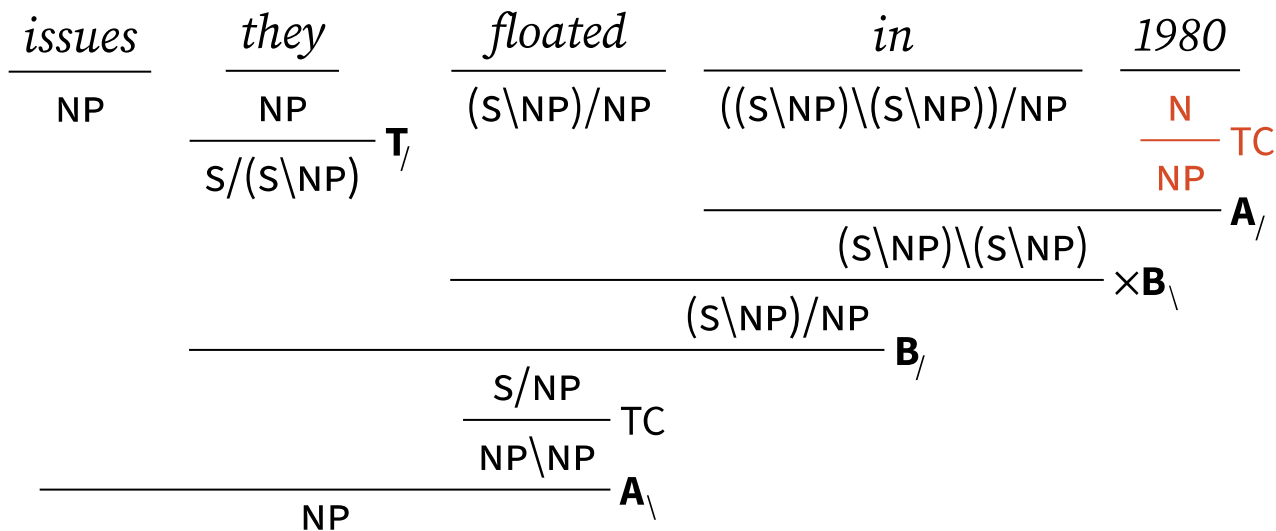 issues they floated in 1980
NP NP (S\NP)/NP ((S\NP)\(S\NP))/NP N
T/ TC
S/(S\NP) NP
A/
(S\NP)\(S\NP)
×B\
(S\NP)/NP
B/
S/NP
TC
NP\NP
A\
NP